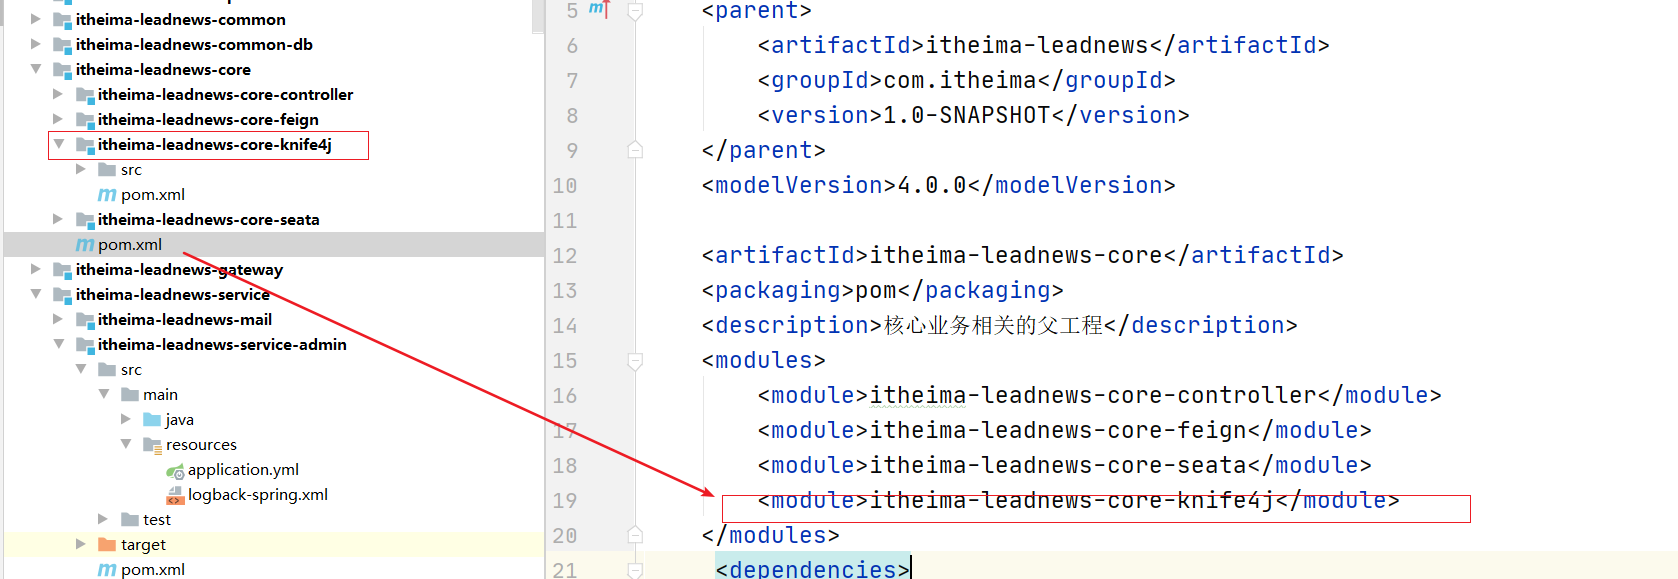 itheima-leadnews-common
itheima-leadnews-common-db
itheima-leadnews-core
itheima-leadnews-core-controller
itheima-leadnews-core-feign
itheima-leadnews-core-knife4j
src
pom.xml
itheima-leadnews-core-seata
pom.xml
itheima-leadnews-gateway
itheima-leadnews-service
itheima-leadnews-mail
itheima-leadnews-service-admin
src
main
java
resources
application.yml
logback-spring.xml
test
target
pom.xml
5 <parent>
6 <artifactId>itheima-leadnews</artifactId>
7 <groupId>com.itheima</groupId>
8 <version>1.0-SNAPSHOT</version>
9 </parent>
10 <modelVersion>4.0.0</modelVersion>
11
12 <artifactId>itheima-leadnews-core</artifactId>
13 <packaging>pom</packaging>
14 <description>核心业务相关的父工程</description>
15 <modules>
16 <module>itheima-leadnews-core-controller</module>
17 <module>itheima-leadnews-core-feign</module>
18 <module>itheima-leadnews-core-seata</module>
19 <module>itheima-leadnews-core-knife4j</module>
20 </modules>
21 <dependencies>